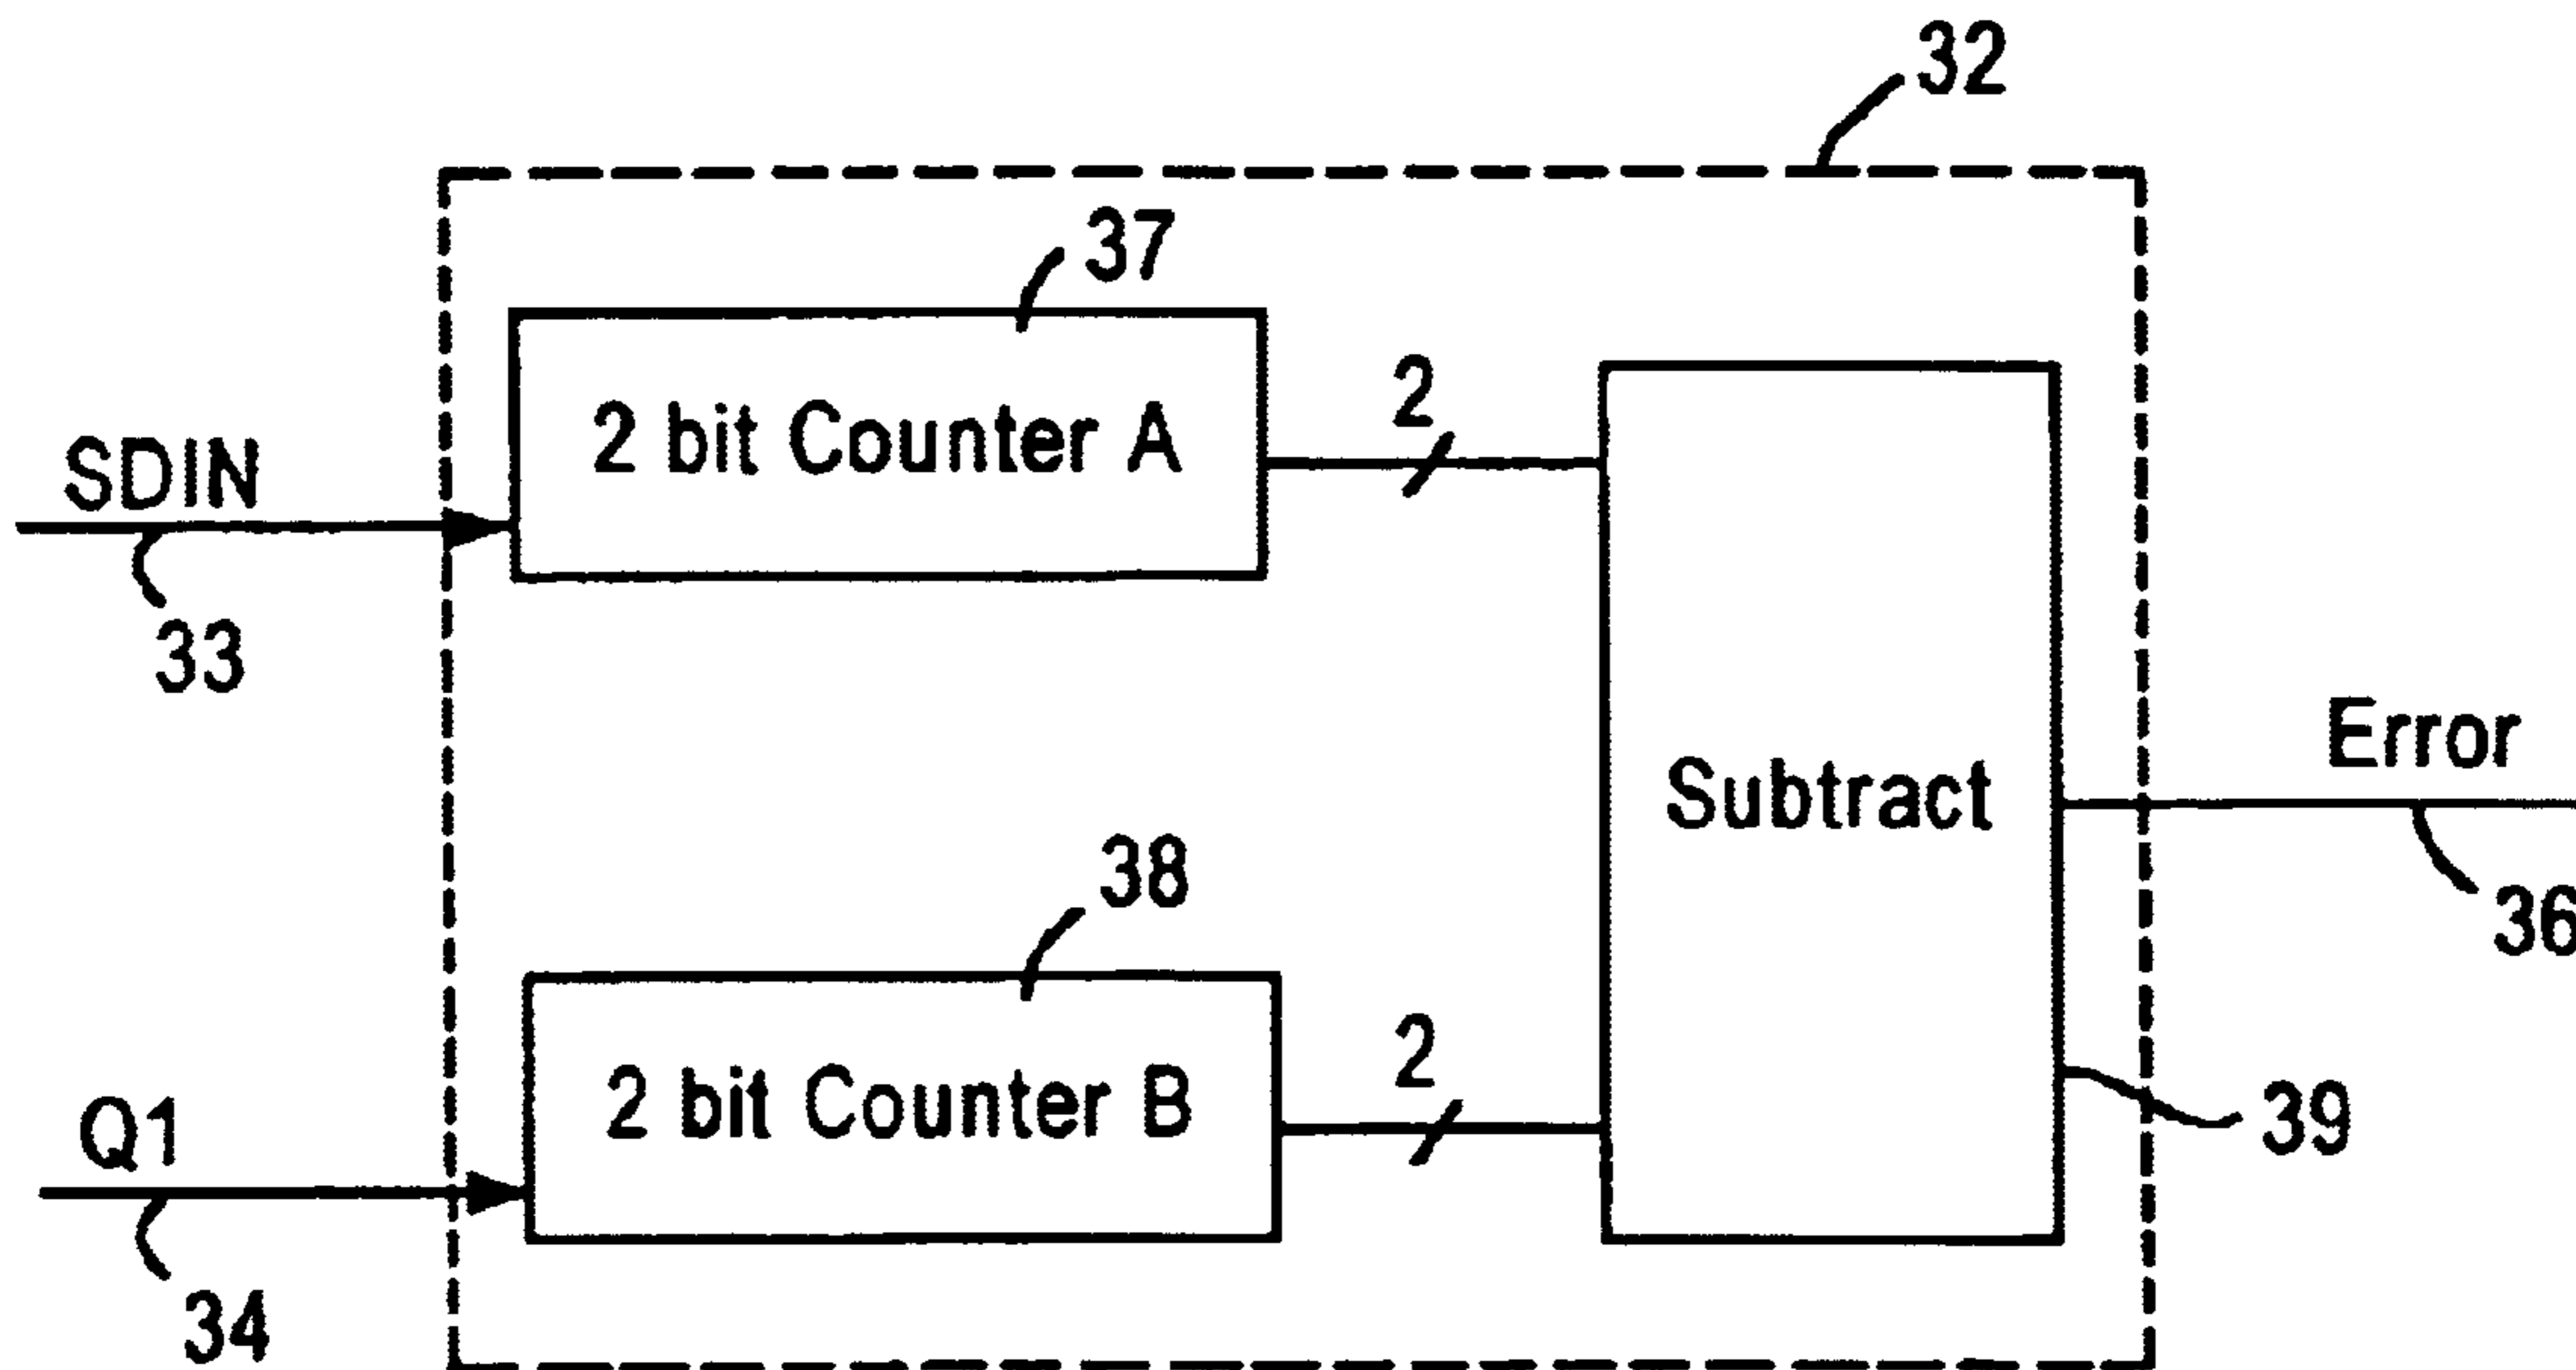 32
37
2 bit Counter A
2
SDIN
33
Subtract
Error
36
38
2 bit Counter B
2
39
Q1
34